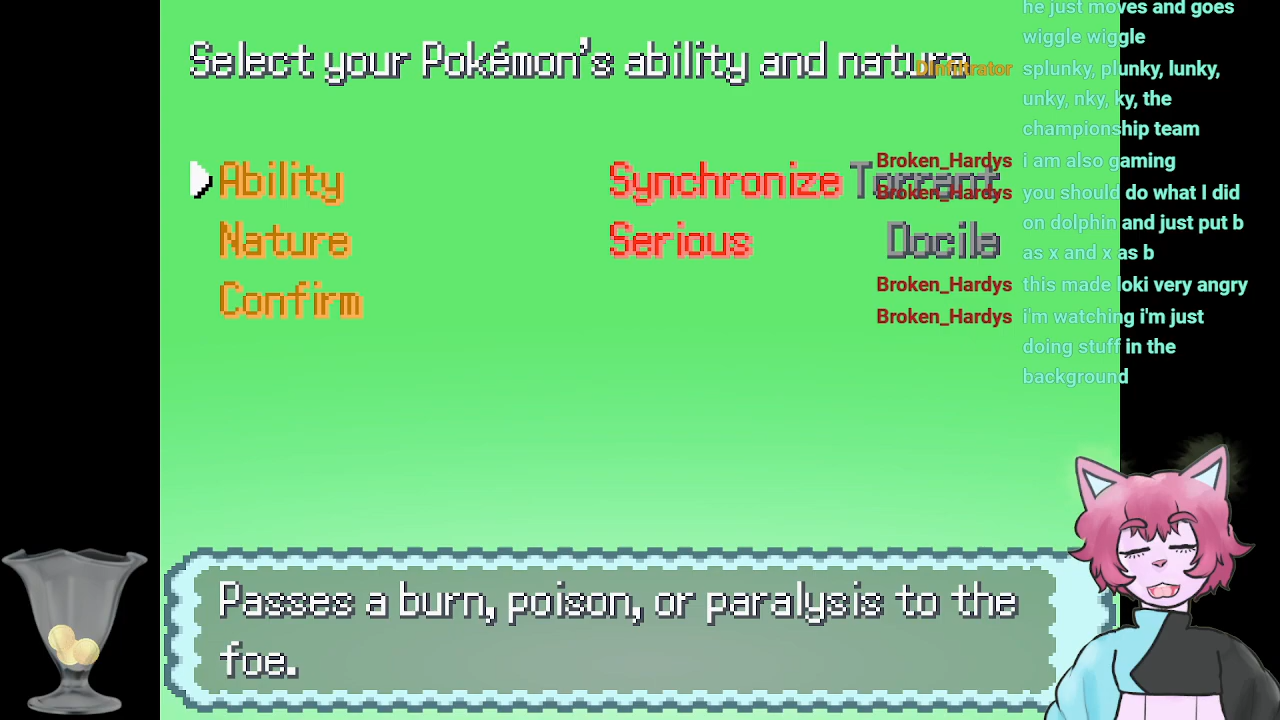 Select your Pokémon's ability and nature
Ability Synchronize Torrent
Nature Serious Docile
Confirm
Passes a burn, poison, or paralysis to the
foe.
he just moves and goes
wiggle wiggle
Dinfiltrator splunky, plunky, lunky,
unky, nky, ky, the
championship team
Broken_Hardys i am also gaming
Broken_Hardys you should do what I did
on dolphin and just put b
as x and x as b
Broken_Hardys this made loki very angry
Broken_Hardys i'm watching i'm just
doing stuff in the
background